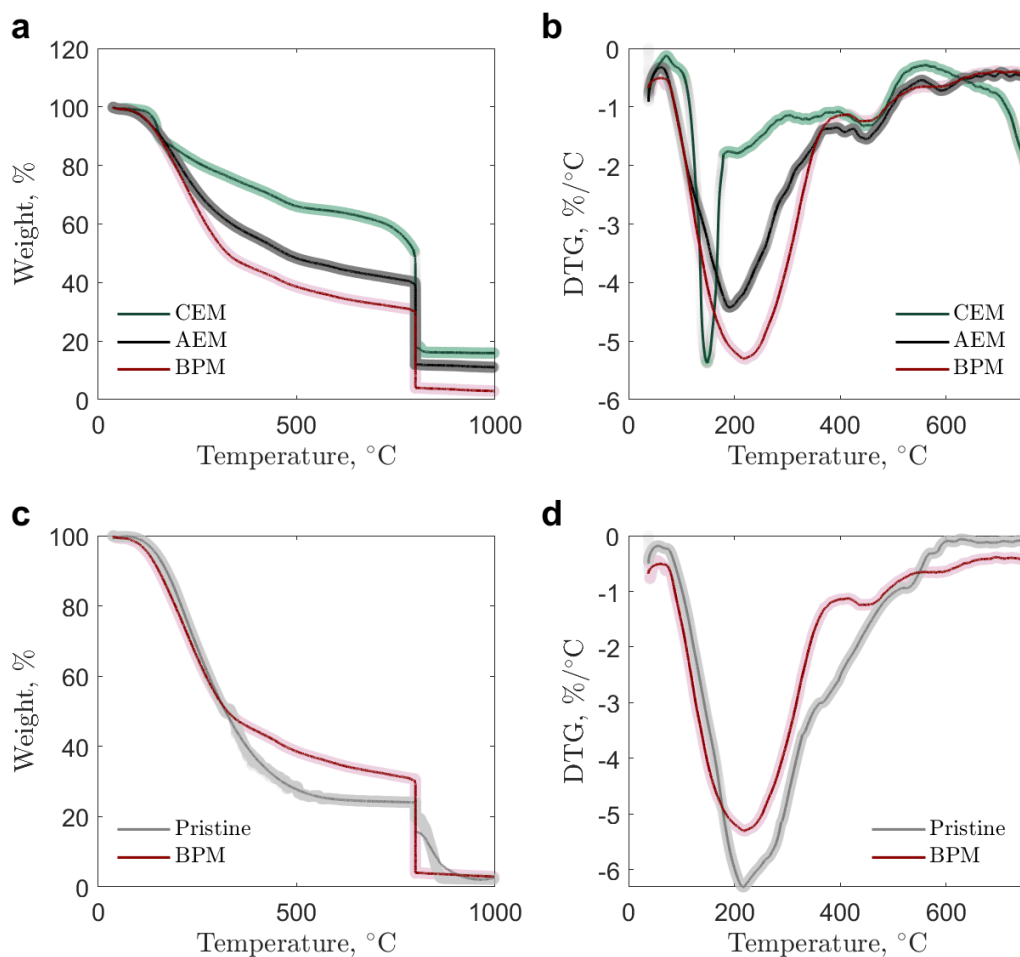 a
120
100
80
60
40
20
0
Weight, %
CEM
AEM
BPM
0 500 1000
Temperature, °C
b
0
-1
-2
-3
-4
-5
-6
DTG, %/°C
CEM
AEM
BPM
0 200 400 600
Temperature, °C
c
100
80
60
40
20
0
Weight, %
Pristine
BPM
0 500 1000
Temperature, °C
d
0
-1
-2
-3
-4
-5
-6
DTG, %/°C
Pristine
BPM
0 200 400 600
Temperature, °C